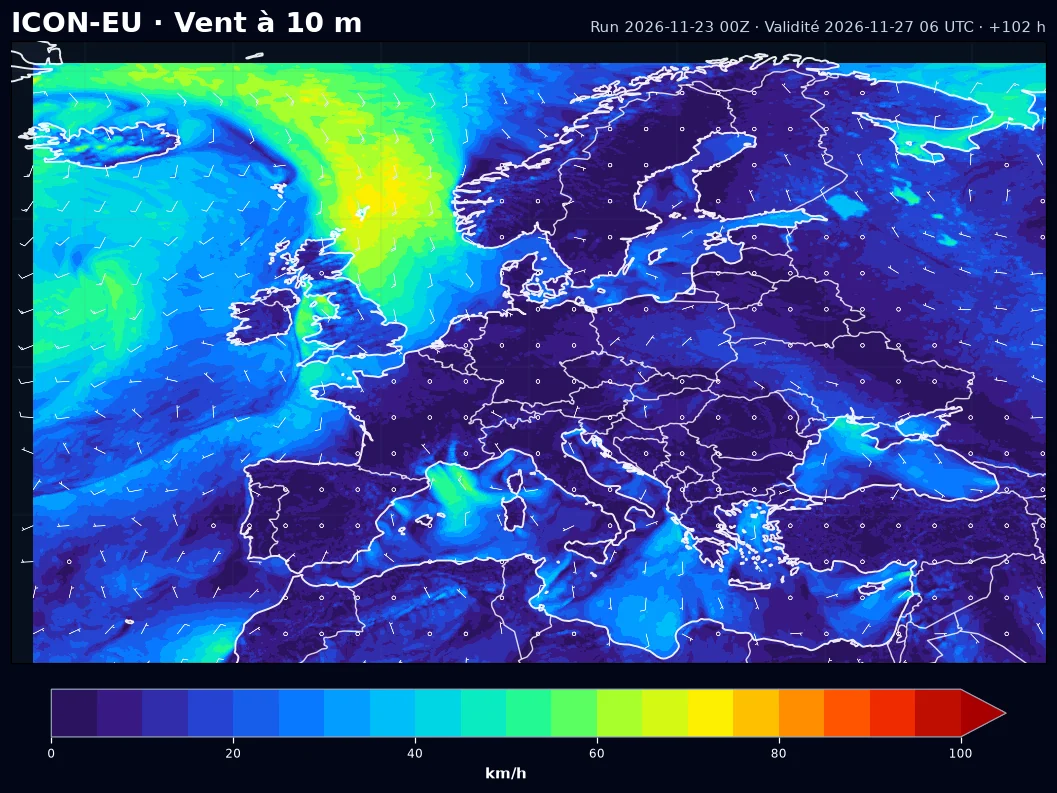 ICON-EU · Vent à 10 m
Run 2026-11-23 00Z · Validité 2026-11-27 06 UTC · +102 h
0 20 40 60 80 100
km/h